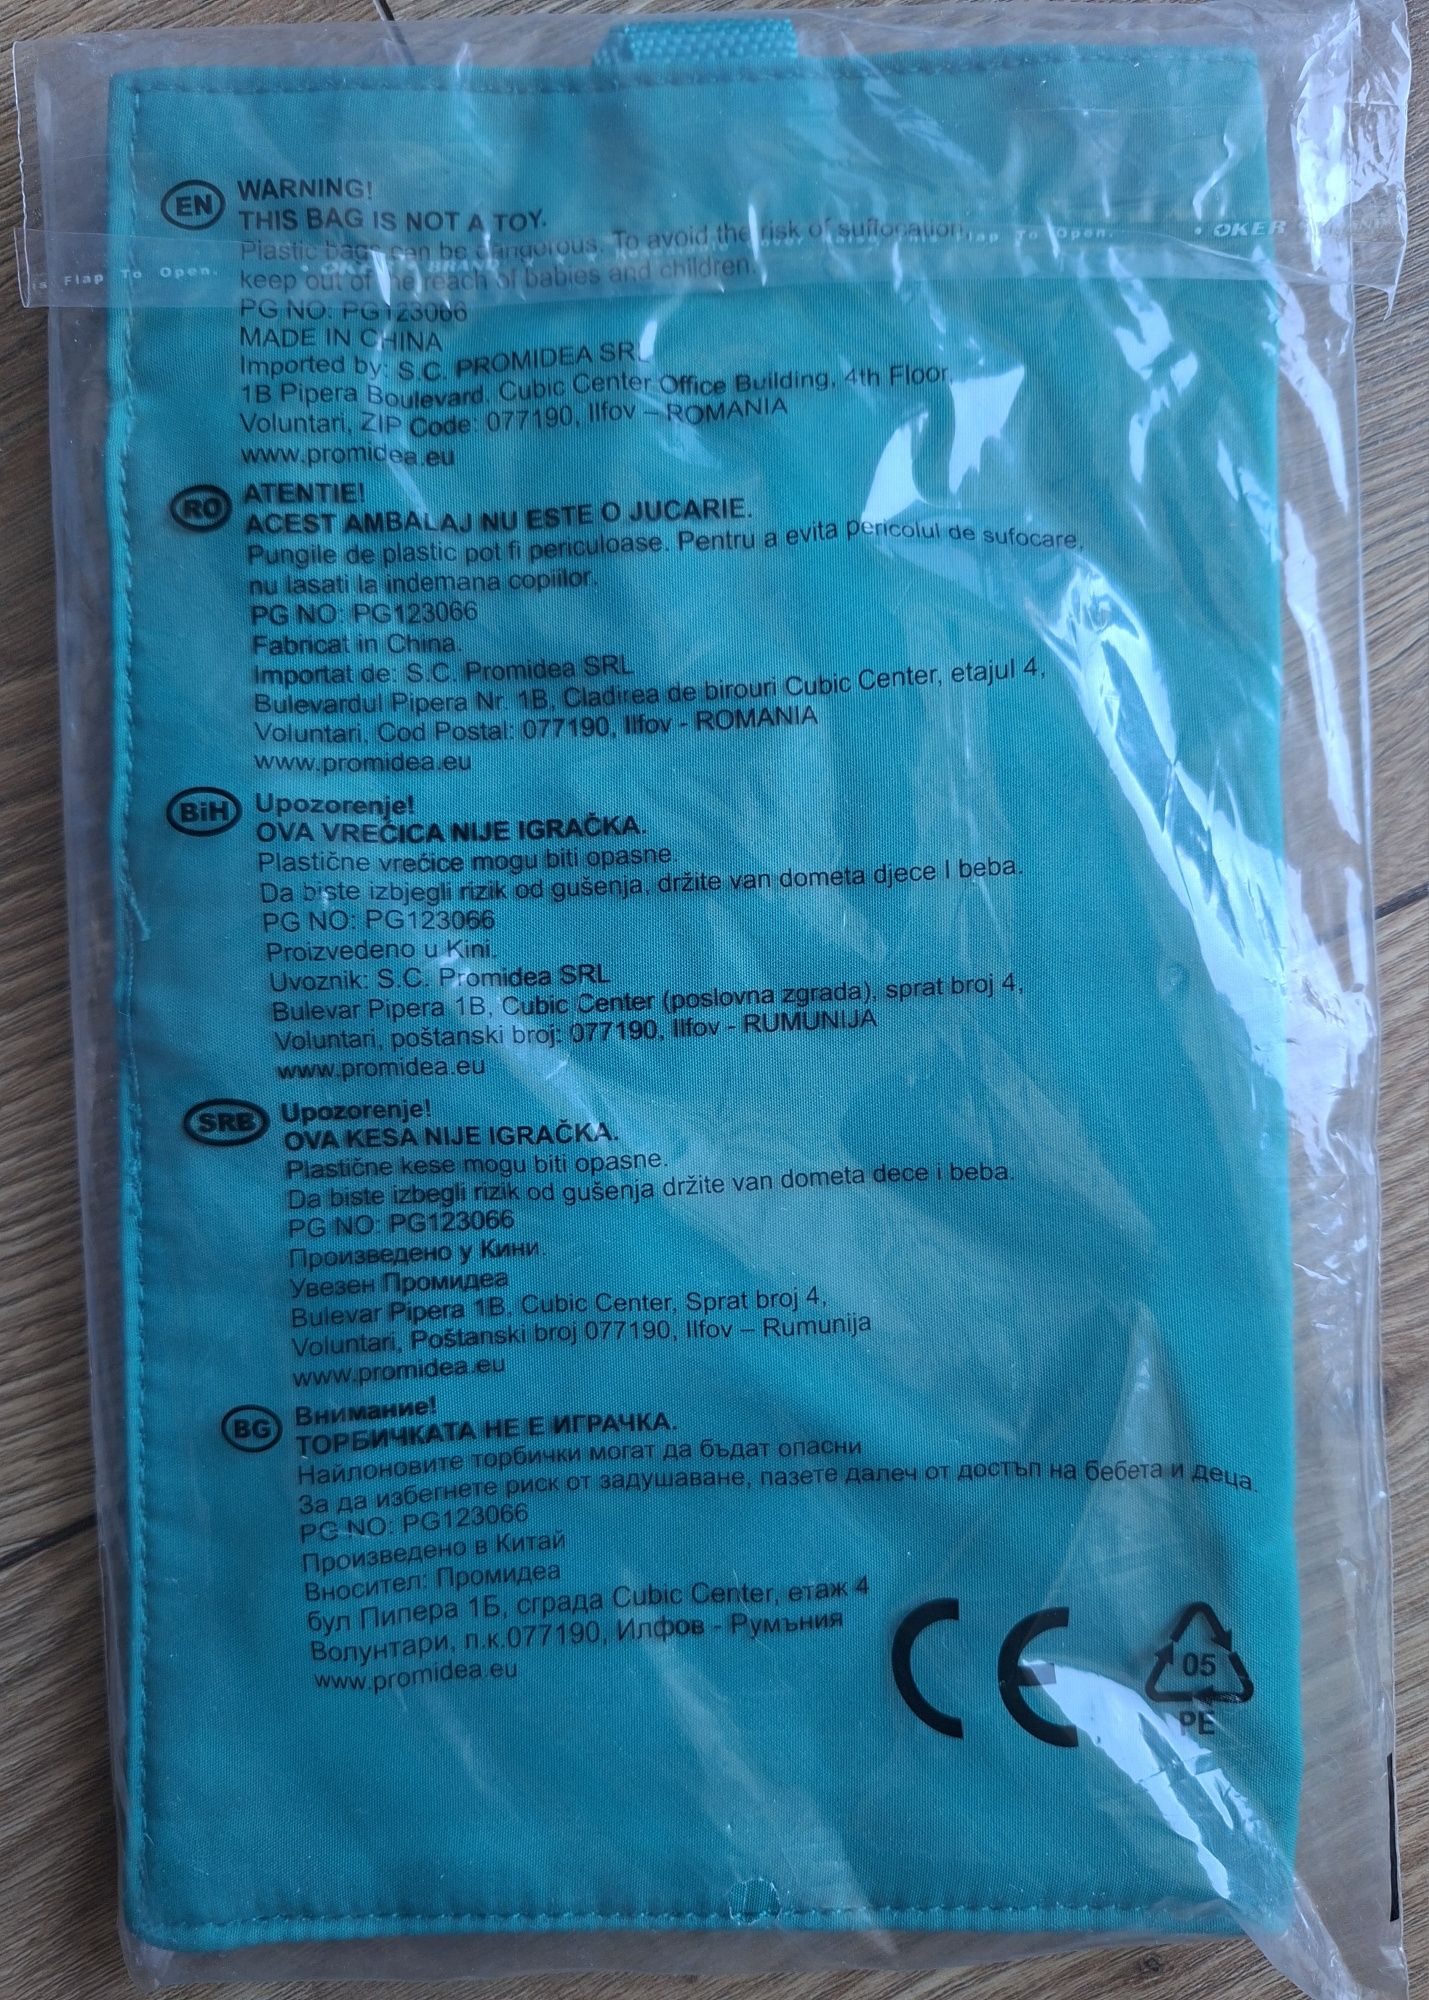 EN
WARNING!
THIS BAG IS NOT A TOY.
Plastic bags can be dangerous. To avoid the risk of suffocation,
keep out of the reach of babies and children.
is Flap To Open.
This Flap To Open.
• OKER
PG NO: PG123066
MADE IN CHINA
Imported by: S.C. PROMIDEA SRL
1B Pipera Boulevard, Cubic Center Office Building, 4th Floor,
Voluntari, ZIP Code: 077190, Ilfov – ROMANIA
www.promidea.eu
RO
ATENTIE!
ACEST AMBALAJ NU ESTE O JUCARIE.
Pungile de plastic pot fi periculoase. Pentru a evita pericolul de sufocare,
nu lasati la indemana copiilor.
PG NO: PG123066
Fabricat in China.
Importat de: S.C. Promidea SRL
Bulevardul Pipera Nr. 1B, Cladirea de birouri Cubic Center, etajul 4,
Voluntari, Cod Postal: 077190, Ilfov - ROMANIA
www.promidea.eu
BiH
Upozorenje!
OVA VREČICA NIJE IGRAČKA.
Plastične vrećice mogu biti opasne.
Da biste izbjegli rizik od gušenja, držite van dometa djece I beba.
PG NO: PG123066
Proizvedeno u Kini.
Uvoznik: S.C. Promidea SRL
Bulevar Pipera 1B, Cubic Center (poslovna zgrada), sprat broj 4,
Voluntari, poštanski broj: 077190, Ilfov - RUMUNIJA
www.promidea.eu
SRB
Upozorenje!
OVA KESA NIJE IGRAČKA.
Plastične kese mogu biti opasne.
Da biste izbegli rizik od gušenja držite van dometa dece i beba.
PG NO: PG123066
Произведено у Кини.
Увезен Промидеа
Bulevar Pipera 1B, Cubic Center, Sprat broj 4,
Voluntari, Poštanski broj 077190, Ilfov – Rumunija
www.promidea.eu
BG
Внимание!
ТОРБИЧКАТА НЕ Е ИГРАЧКА.
Найлоновите торбички могат да бъдат опасни
За да избегнете риск от задушаване, пазете далеч от достъп на бебета и деца.
PG NO: PG123066
Произведено в Китай
Вносител: Промидеа
бул Пипера 1Б, сграда Cubic Center, етаж 4
Волунтари, п.к.077190, Илфов - Румъния
www.promidea.eu
CE
05
PE